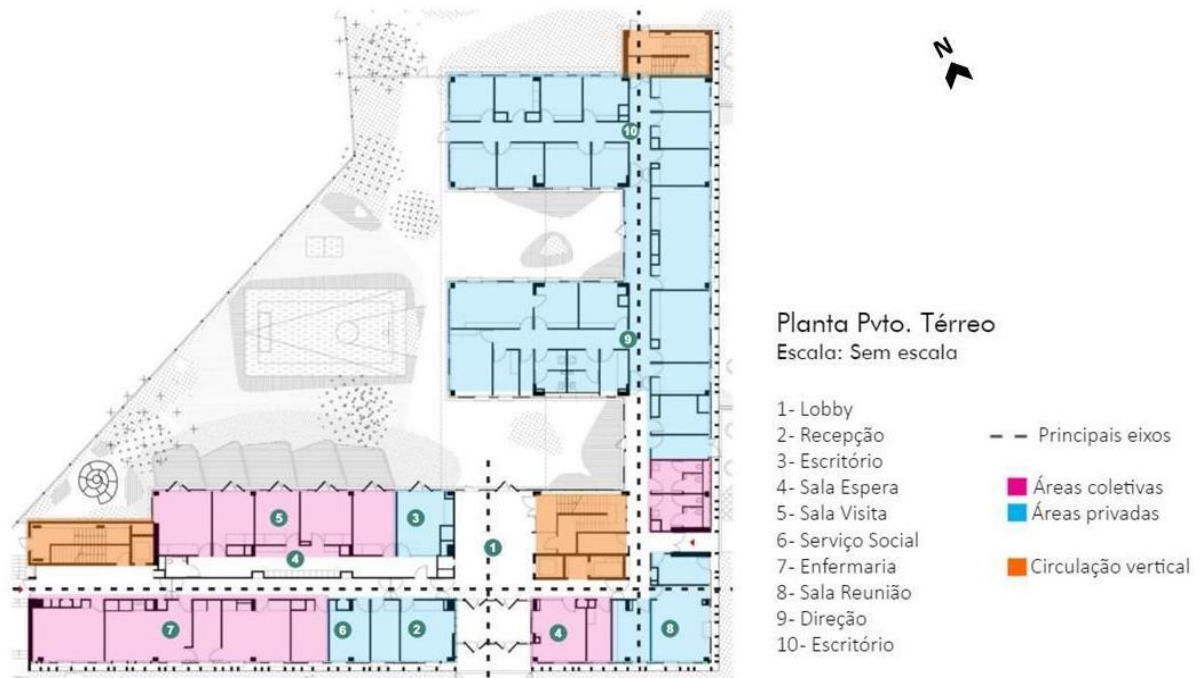 N
10
9
5
3
4
1
7
6
2
4
8
Planta Pvto. Térreo
Escala: Sem escala
1- Lobby
2- Recepção
3- Escritório
4- Sala Espera
5- Sala Visita
6- Serviço Social
7- Enfermaria
8- Sala Reunião
9- Direção
10- Escritório
Principais eixos
Áreas coletivas
Áreas privadas
Circulação vertical